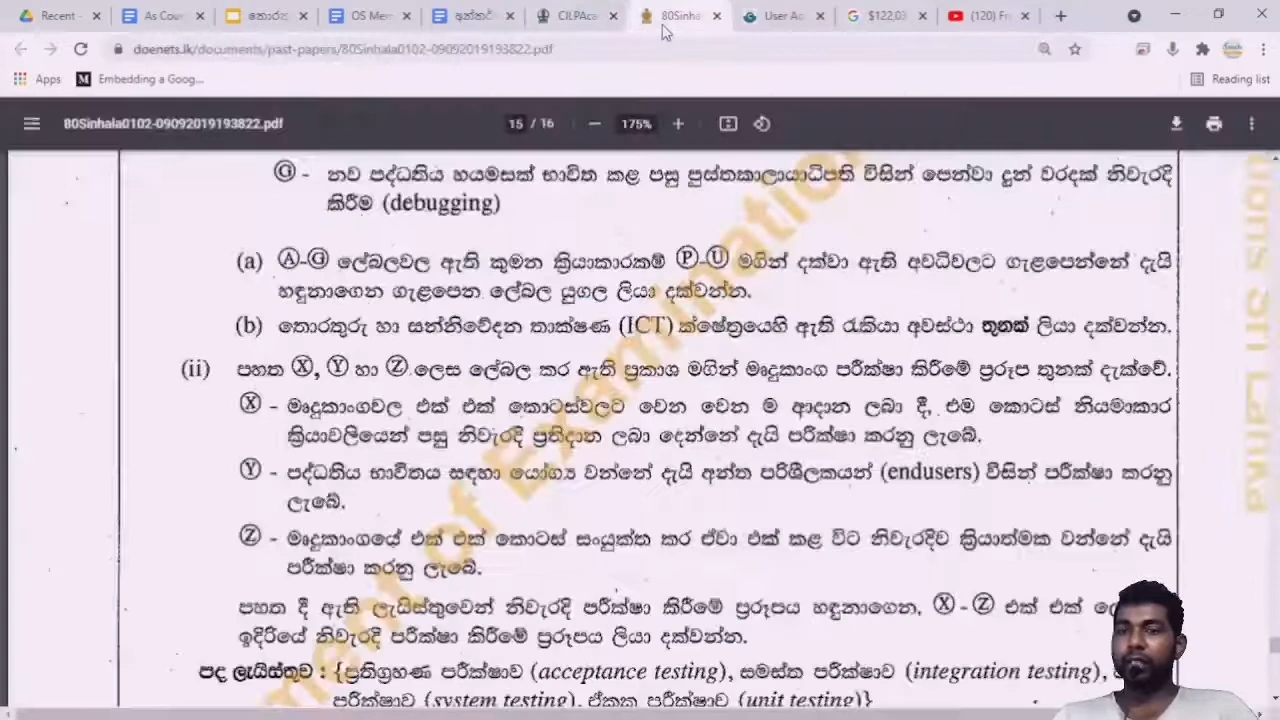 Recent -
As Cou
තොරත
OS Mem
අන්තර්
CILPAca
80Sinha
User Ac
$122,03
(120) Fr
doenets.lk/documents/past-papers/80Sinhala0102-09092019193822.pdf
Apps
Embedding a Goog...
Reading list
80Sinhala0102-09092019193822.pdf
15 / 16
175%
Ⓖ - නව පද්ධතිය හයමසක් භාවිත කළ පසු පුස්තකාලයාධිපති විසින් පෙන්වා දුන් වරදක් නිවැරදි
කිරීම (debugging)
(a) Ⓐ-Ⓖ ලේබලවල ඇති කුමන ක්‍රියාකාරකම් Ⓟ-Ⓤ මගින් දක්වා ඇති අවධිවලට ගැළපෙන්නේ දැයි
හඳුනාගෙන ගැළපෙන ලේබල යුගල ලියා දක්වන්න.
(b) තොරතුරු හා සන්නිවේදන තාක්ෂණ (ICT) ක්ෂේත්‍රයෙහි ඇති රැකියා අවස්ථා තුනක් ලියා දක්වන්න.
(ii) පහත Ⓧ, Ⓨ හා Ⓩ ලෙස ලේබල කර ඇති ප්‍රකාශ මගින් මෘදුකාංග පරීක්ෂා කිරීමේ ප්‍රරූප තුනක් දැක්වේ.
Ⓧ - මෘදුකාංගවල එක් එක් කොටස්වලට වෙන වෙන ම ආදාන ලබා දී, එම කොටස් නියමාකාර
ක්‍රියාවලියෙන් පසු නිවැරදි ප්‍රතිදාන ලබා දෙන්නේ දැයි පරීක්ෂා කරනු ලැබේ.
Ⓨ - පද්ධතිය භාවිතය සඳහා යෝග්‍ය වන්නේ දැයි අන්ත පරිශීලකයන් (endusers) විසින් පරීක්ෂා කරනු
ලැබේ.
Ⓩ - මෘදුකාංගයේ එක් එක් කොටස් සංයුක්ත කර ඒවා එක් කළ විට නිවැරදිව ක්‍රියාත්මක වන්නේ දැයි
පරීක්ෂා කරනු ලැබේ.
පහත දී ඇති ලැයිස්තුවෙන් නිවැරදි පරීක්ෂා කිරීමේ ප්‍රරූපය හඳුනාගෙන, Ⓧ - Ⓩ එක් එක්
ඉදිරියේ නිවැරදි පරීක්ෂා කිරීමේ ප්‍රරූපය ලියා දක්වන්න.
පද ලැයිස්තුව : {ප්‍රතිග්‍රහණ පරීක්ෂාව (acceptance testing), සමස්ත පරීක්ෂාව (integration testing),
පරීක්ෂාව (system testing), ඒකක පරීක්ෂාව (unit testing)}
ment of Examination